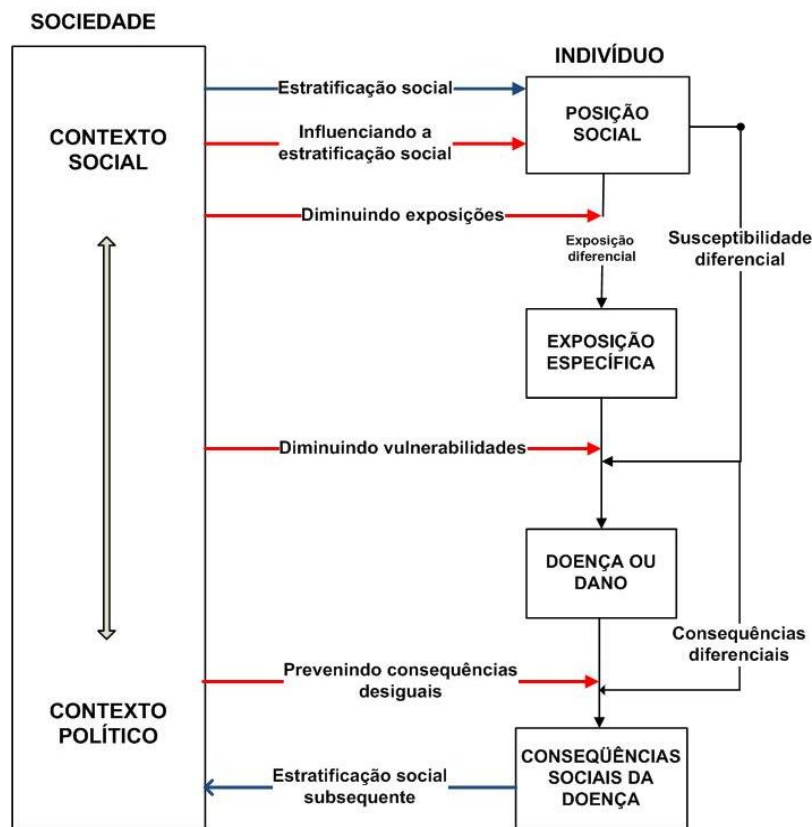 SOCIEDADE
INDIVÍDUO
Estratificação social
POSIÇÃO
SOCIAL
CONTEXTO
SOCIAL
Influenciando a
estratificação social
Diminuindo exposições
Exposição
diferencial
Susceptibilidade
diferencial
EXPOSIÇÃO
ESPECÍFICA
Diminuindo vulnerabilidades
DOENÇA OU
DANO
Consequências
diferenciais
Prevenindo consequências
desiguais
CONTEXTO
POLÍTICO
CONSEQÜÊNCIAS
SOCIAIS DA
DOENÇA
Estratificação social
subsequente